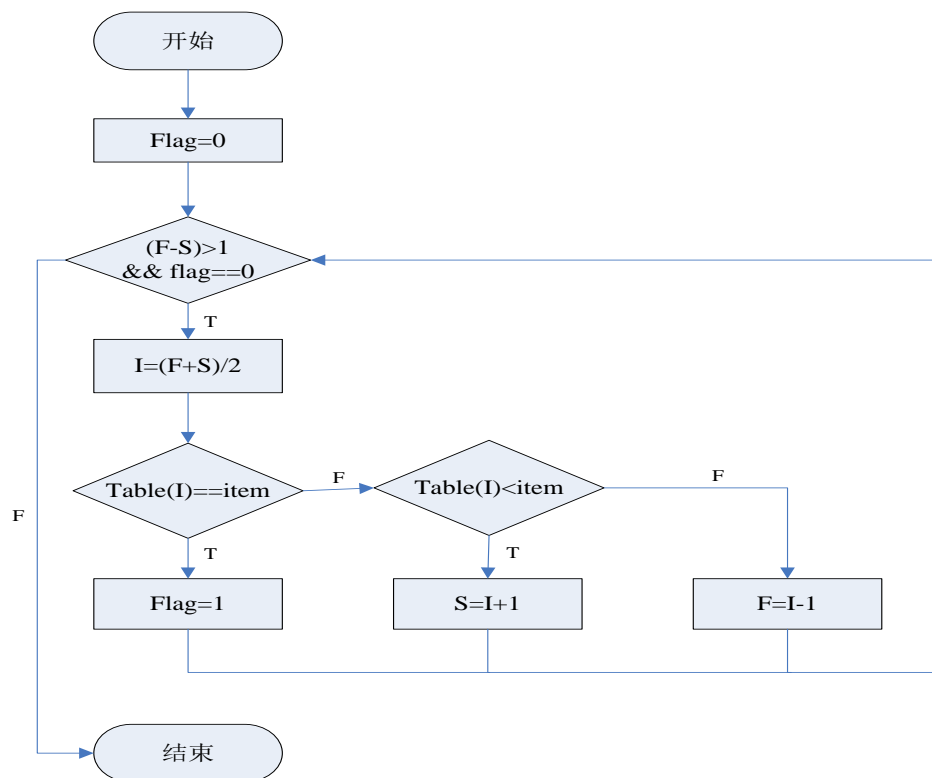 开始
Flag=0
(F-S)>1
&& flag==0
T
I=(F+S)/2
Table(I)==item
F
Table(I)<item
F
F
T
T
Flag=1
S=I+1
F=I-1
结束